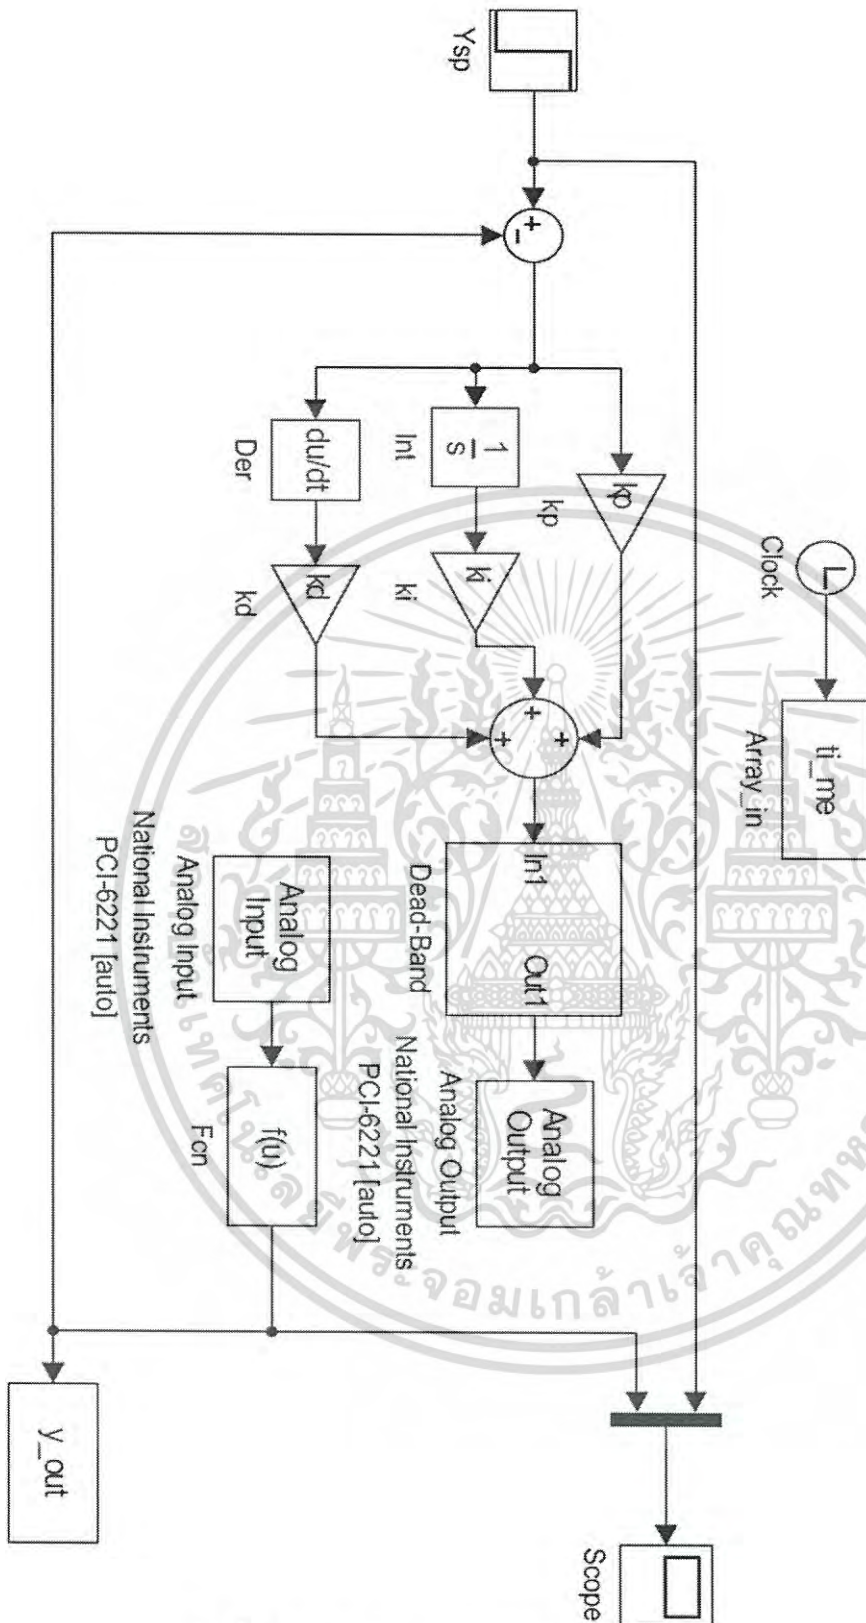 Clock
ti_me
Array_in
Ysp
+
−
kp
kp
1
s
Int
ki
ki
du/dt
Der
kd
kd
+
+
+
In1
Out1
Dead-Band
Analog
Output
Analog Output
National Instruments
PCI-6221 [auto]
Analog
Input
Analog Input
National Instruments
PCI-6221 [auto]
f(u)
Fcn
Scope
y_out